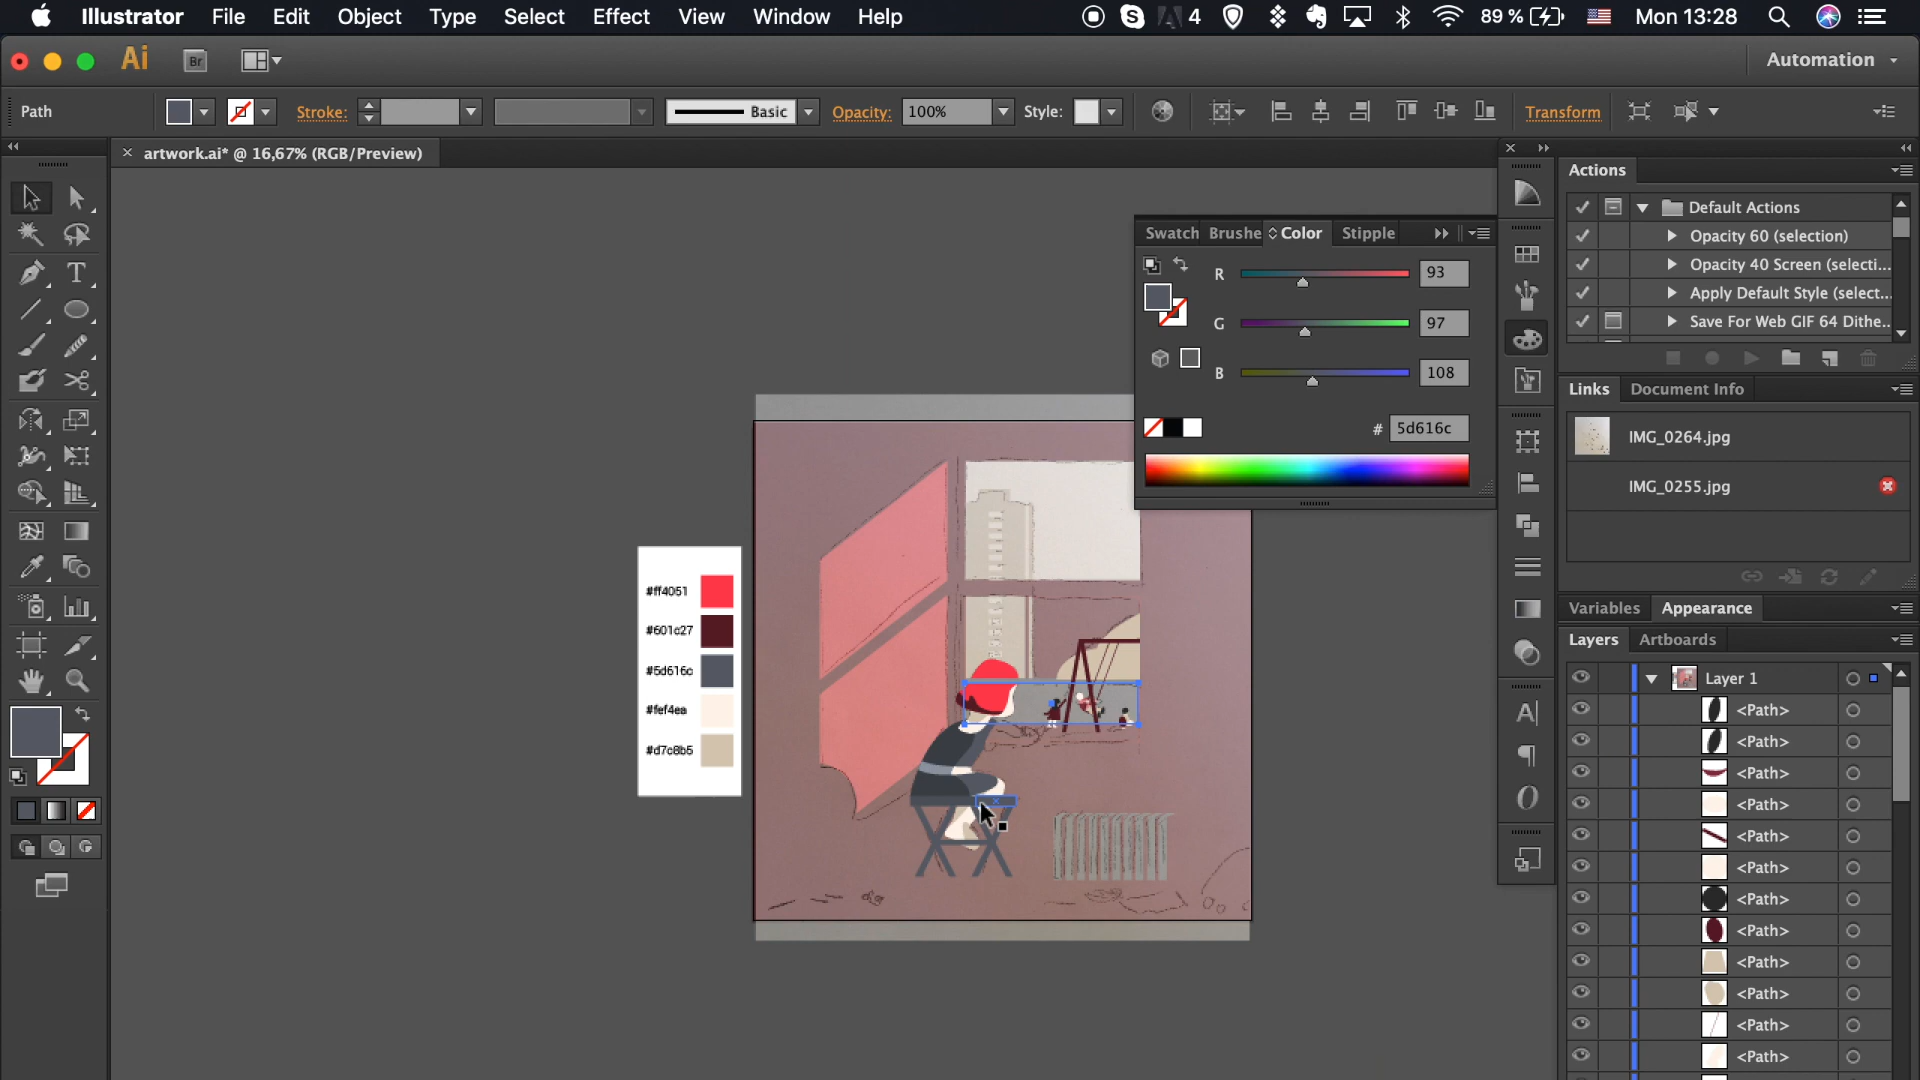 Illustrator File Edit Object Type Select Effect View Window Help 4 89 % Mon 13:28
Ai Br Automation
Path Stroke: Basic Opacity: 100% Style: Transform
artwork.ai* @ 16,67% (RGB/Preview)
Actions
Default Actions
Opacity 60 (selection)
Opacity 40 Screen (selecti...
Apply Default Style (select...
Save For Web GIF 64 Dithe...
Swatch Brushe Color Stipple
R 93
G 97
B 108
# 5d616c
Links Document Info
IMG_0264.jpg
IMG_0255.jpg
Variables Appearance
Layers Artboards
Layer 1
<Path>
<Path>
<Path>
<Path>
<Path>
<Path>
<Path>
<Path>
<Path>
<Path>
<Path>
<Path>
#ff4051
#601c27
#5d616c
#fef4ea
#d7c8b5